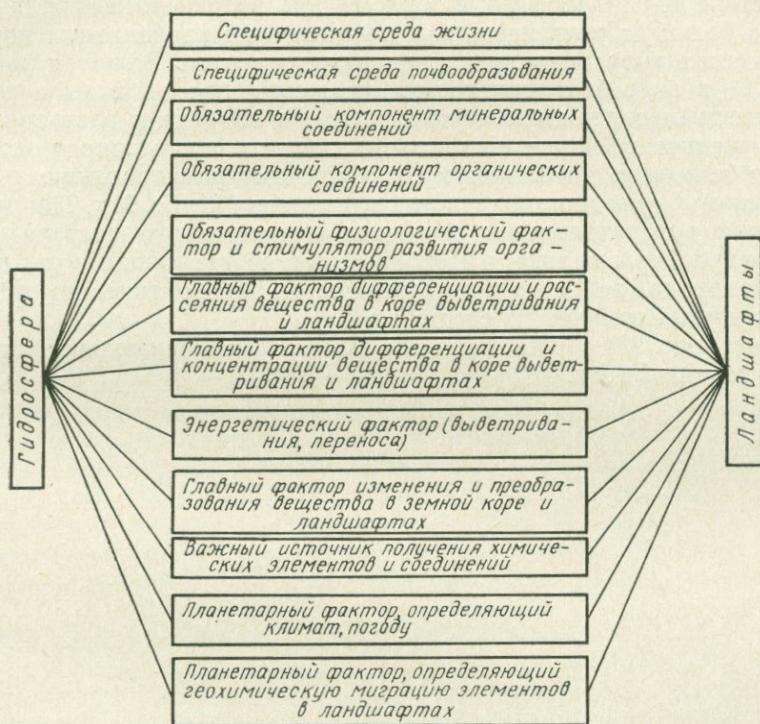 Специфическая среда жизни
Специфическая среда почвообразования
Обязательный компонент минеральных
соединений
Обязательный компонент органических
соединений
Обязательный физиологический фак-
тор и стимулятор развития орга-
низмов
Главный фактор дифференциации и рас-
сеяния вещества в коре выветривания
и ландшафтах
Главный фактор дифференциации и
концентрации вещества в коре вывет-
ривания и ландшафтах
Энергетический фактор (выветрива-
ния, переноса)
Главный фактор изменения и преобра-
зования вещества в земной коре и
ландшафтах
Важный источник получения химиче-
ских элементов и соединений
Планетарный фактор, определяющий
климат, погоду
Планетарный фактор, определяющий
геохимическую миграцию элементов
в ландшафтах
Гидросфера
Ландшафты